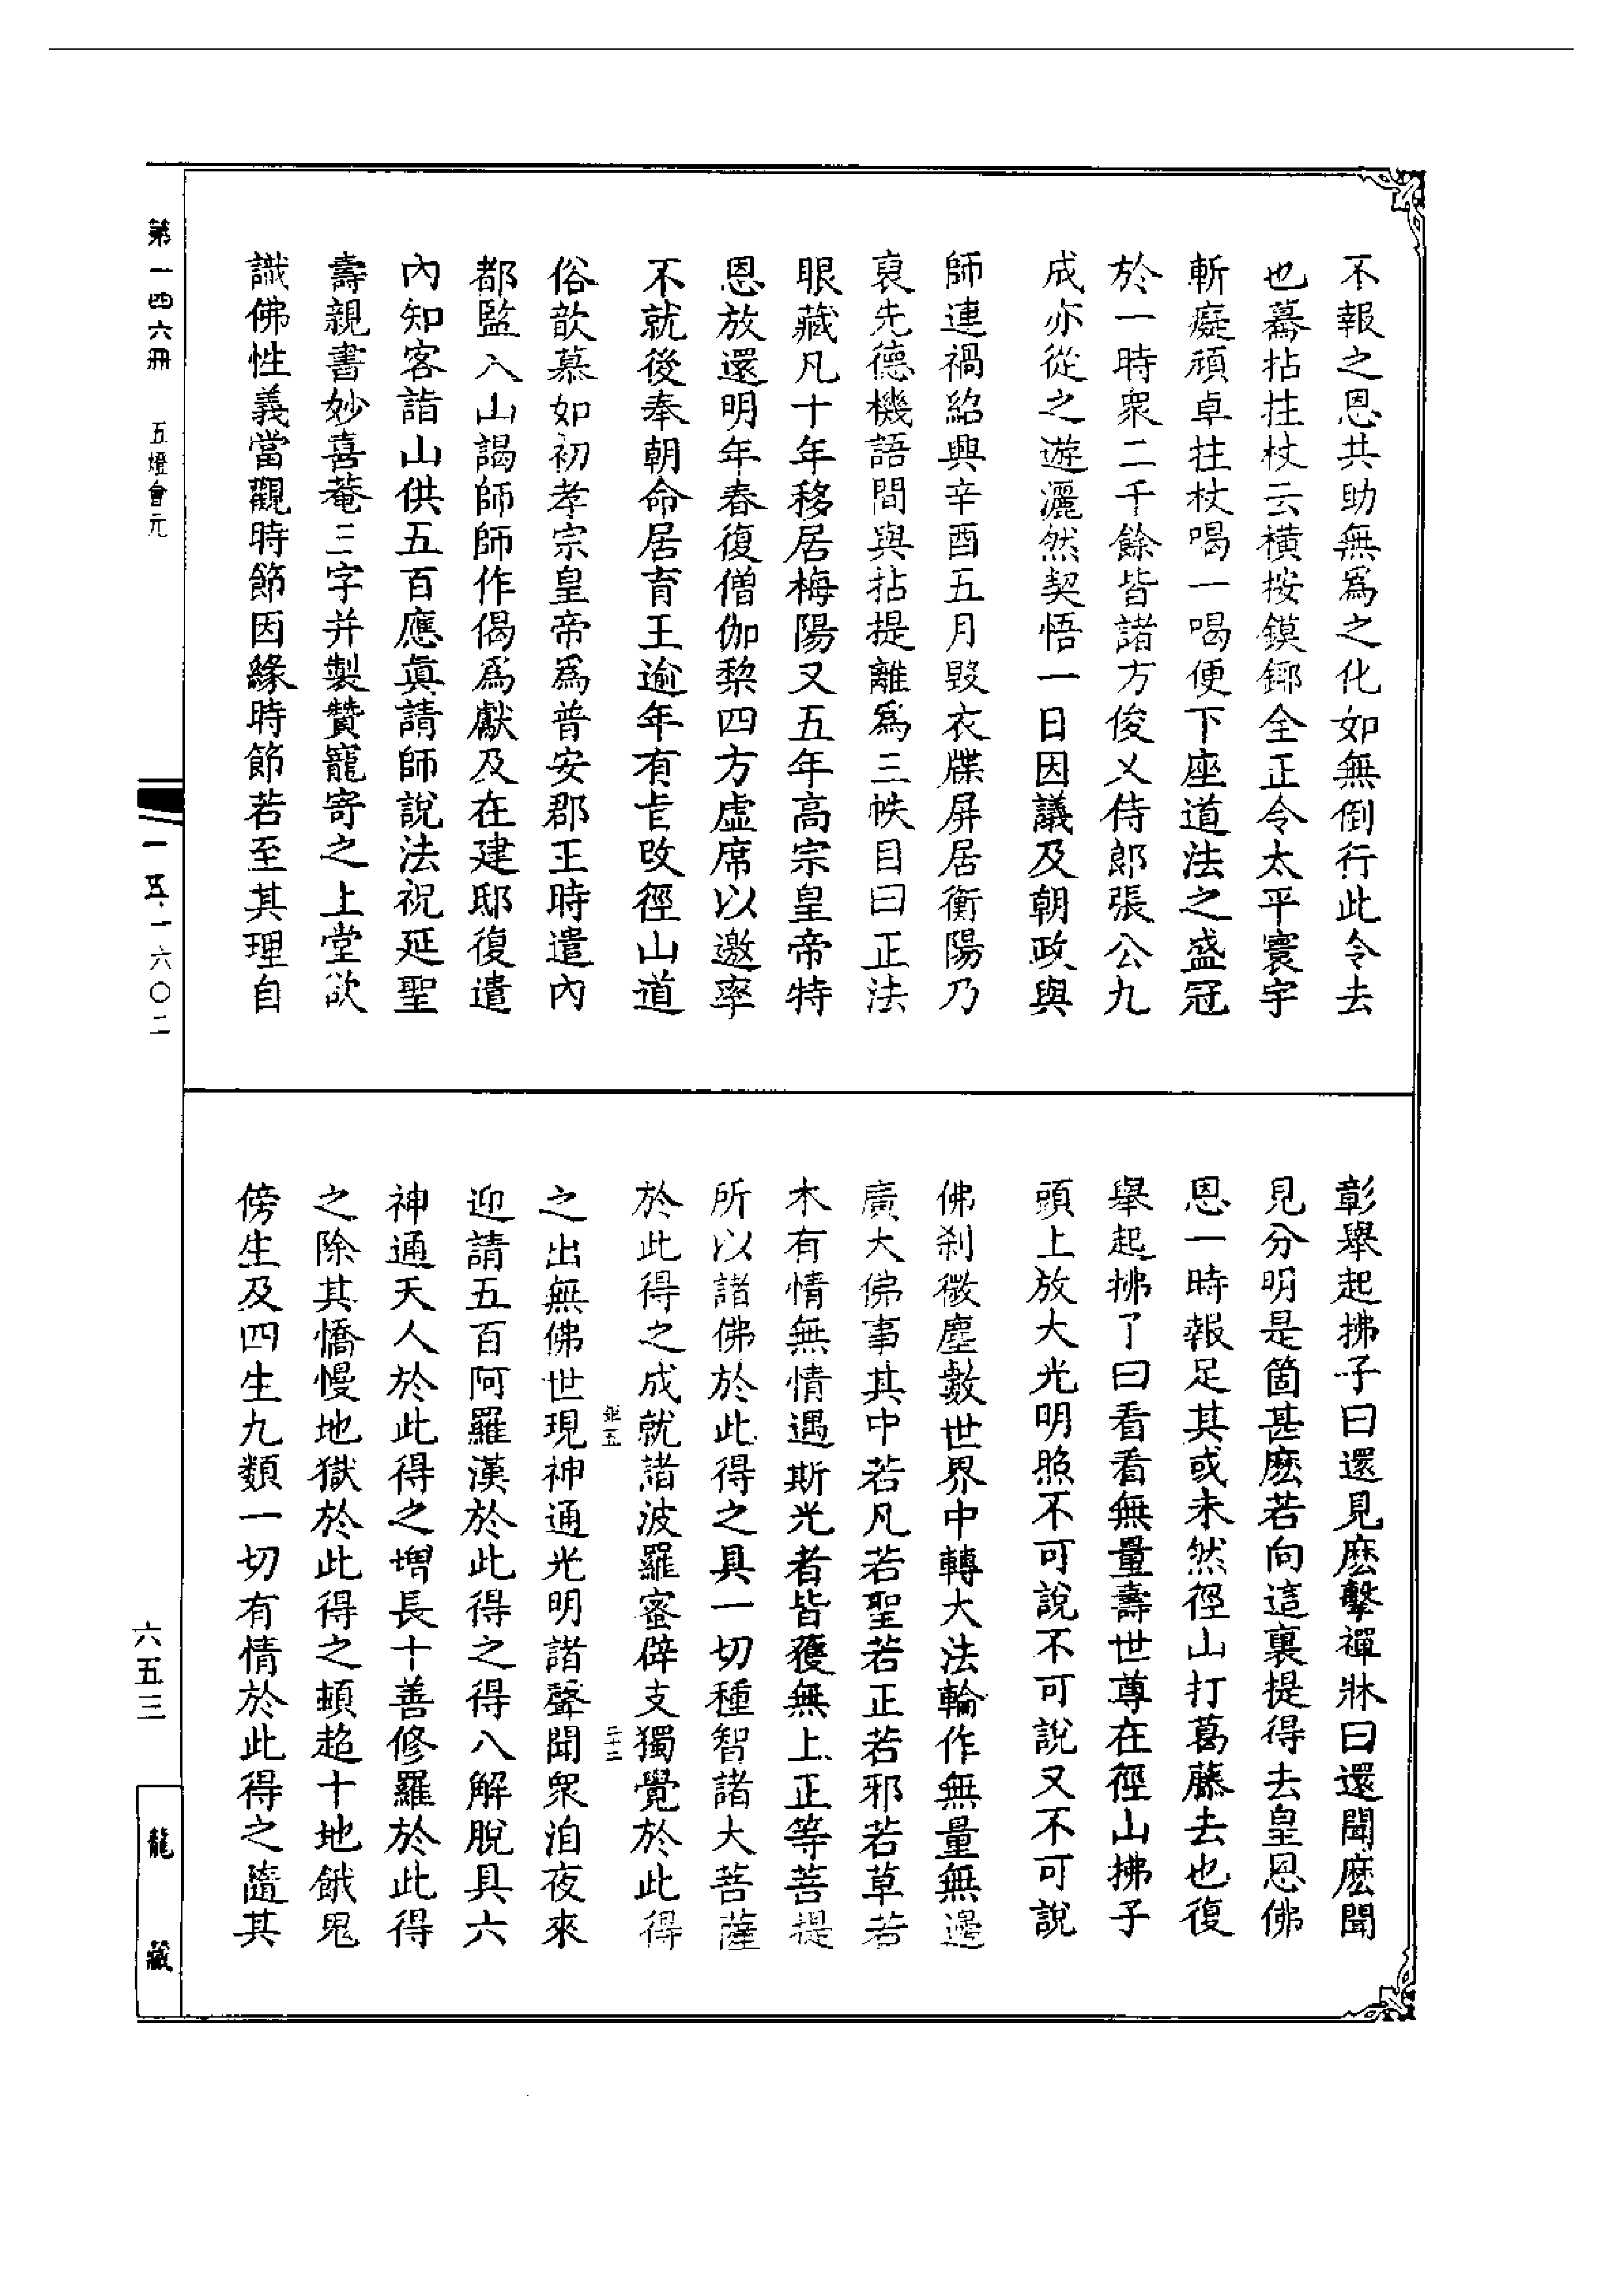 不報之恩共助無爲之化如無倒行此令去
也驀拈拄杖云橫按鏌鎁全正令太平寰宇
斬癡頑卓拄杖喝一喝便下座道法之盛冠
於一時衆二千餘皆諸方俊乂侍郎張公九
成亦從之遊灑然契悟一日因議及朝政與
師連禍紹興辛酉五月毀衣牒屏居衡陽乃
裒先德機語間與拈提離爲三帙目曰正法
眼藏凡十年移居梅陽又五年高宗皇帝特
恩放還明年春復僧伽黎四方虛席以邀率
不就後奉朝命居育王逾年有㫖改徑山道
俗歆慕如初孝宗皇帝爲普安郡王時遣內
都監入山謁師師作偈爲獻及在建邸復遣
內知客詣山供五百應眞請師說法祝延聖
壽親書妙喜菴三字并製贊寵寄之上堂欲
識佛性義當觀時節因緣時節若至其理自
彰舉起拂子曰還見麽擊禪牀曰還聞麽聞
見分明是箇甚麽若向這裏提得去皇恩佛
恩一時報足其或未然徑山打葛藤去也復
舉起拂了曰看看無量壽世尊在徑山拂子
頭上放大光明照不可說不可說又不可說
佛刹微塵數世界中轉大法輪作無量無邊
廣大佛事其中若凡若聖若正若邪若草若
木有情無情遇斯光者皆獲無上正等菩提
所以諸佛於此得之具一切種智諸大菩薩
於此得之成就諸波羅蜜辟支獨覺於此得
鉅五 二十二
之出無佛世現神通光明諸聲聞衆洎夜來
迎請五百阿羅漢於此得之得八解脫具六
神通天人於此得之增長十善修羅於此得
之除其憍慢地獄於此得之頓超十地餓鬼
傍生及四生九類一切有情於此得之隨其
第一四六冊 五燈會元
一五·一六〇二
六五三
龍藏